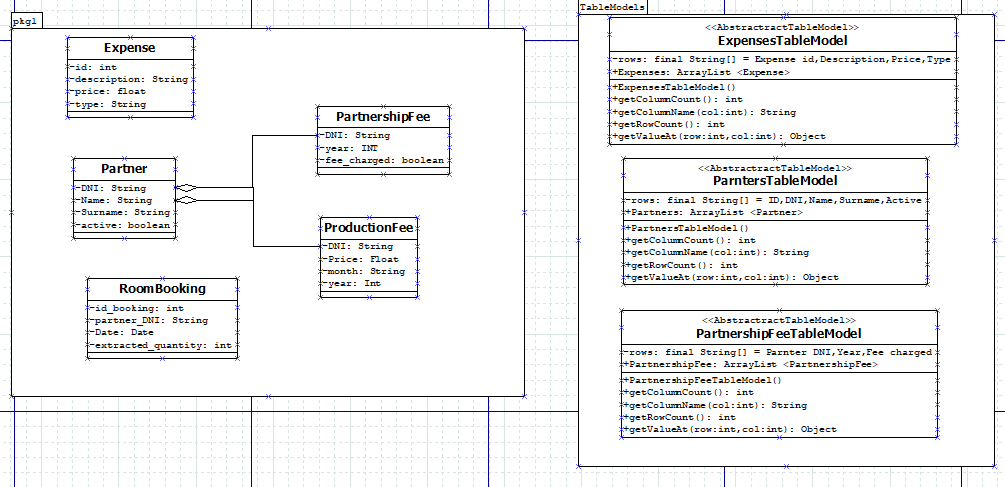 pkgl
Expense
-id: int
-description: String
-price: float
-type: String
Partner
-DNI: String
-Name: String
-Surname: String
-active: boolean
PartnershipFee
-DNI: String
-year: INT
-fee_charged: boolean
ProductionFee
-DNI: String
-Price: Float
-month: String
-year: Int
RoomBooking
-id_booking: int
-partner_DNI: String
-Date: Date
-extracted_quantity: int
TableModels
<<AbstractractTableModel>>
ExpensesTableModel
-rows: final String[] = Expense id,Description,Price,Type
+Expenses: ArrayList <Expense>
+ExpensesTableModel()
+getColumnCount(): int
+getColumnName(col:int): String
+getRowCount(): int
+getValueAt(row:int,col:int): Object
<<AbstractractTableModel>>
ParntersTableModel
-rows: final String[] = ID,DNI,Name,Surname,Active
+Partners: ArrayList <Partner>
+PartnersTableModel()
+getColumnCount(): int
+getColumnName(col:int): String
+getRowCount(): int
+getValueAt(row:int,col:int): Object
<<AbstractractTableModel>>
PartnershipFeeTableModel
-rows: final String[] = Parnter DNI,Year,Fee charged
+PartnershipFee: ArrayList <PartnershipFee>
+PartnershipFeeTableModel()
+getColumnCount(): int
+getColumnName(col:int): String
+getRowCount(): int
+getValueAt(row:int,col:int): Object